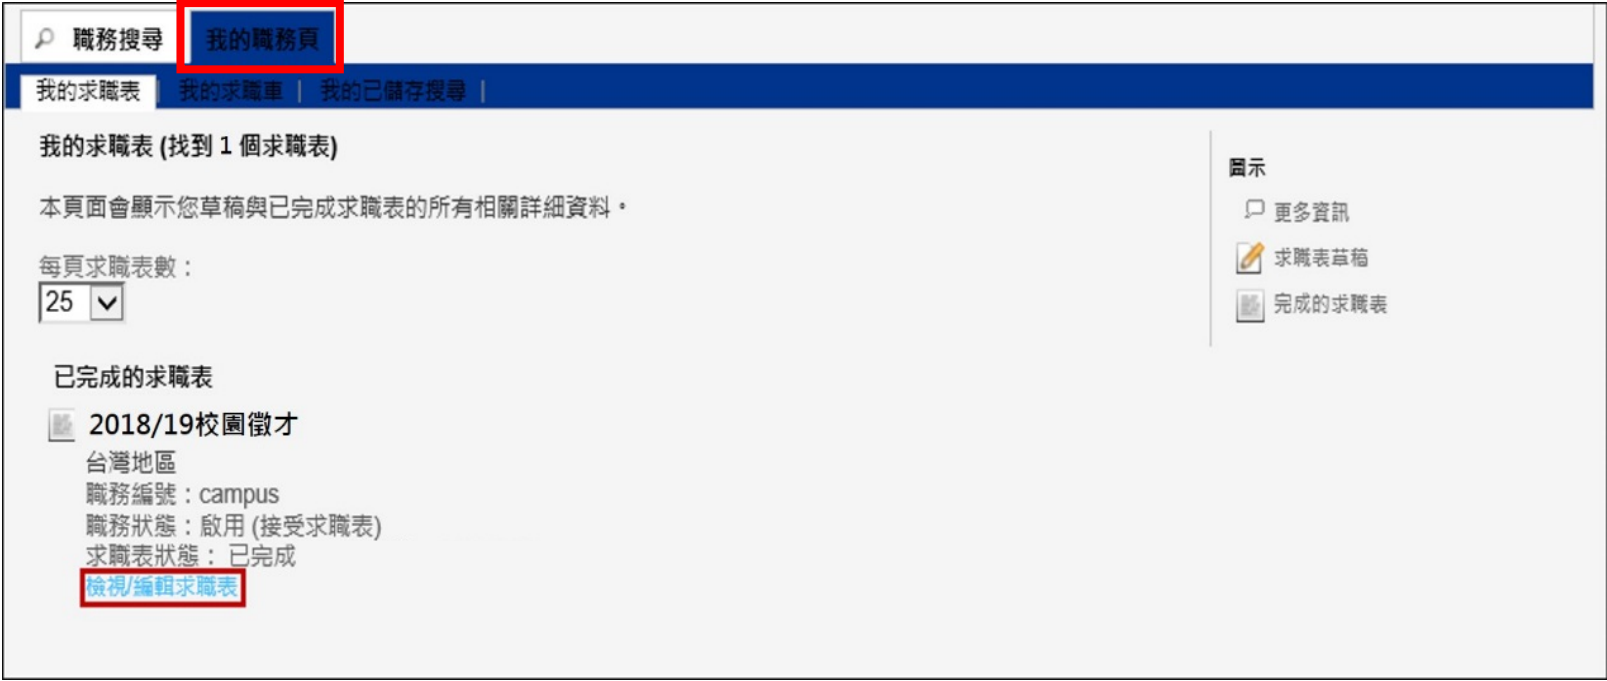 職務搜尋 我的職務頁
我的求職表 | 我的求職車 | 我的已儲存搜尋 |
我的求職表 (找到 1 個求職表)
本頁面會顯示您草稿與已完成求職表的所有相關詳細資料。
每頁求職表數：
25
已完成的求職表
2018/19校園徵才
台灣地區
職務編號：campus
職務狀態：啟用 (接受求職表)
求職表狀態： 已完成
檢視/編輯求職表
圖示
更多資訊
求職表草稿
完成的求職表